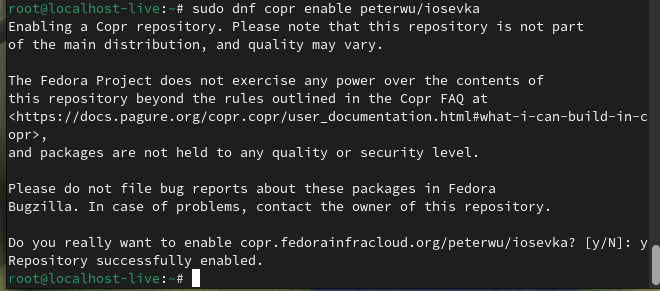 root@localhost-live:~# sudo dnf copr enable peterwu/iosevka
Enabling a Copr repository. Please note that this repository is not part
of the main distribution, and quality may vary.

The Fedora Project does not exercise any power over the contents of
this repository beyond the rules outlined in the Copr FAQ at
<https://docs.pagure.org/copr.copr/user_documentation.html#what-i-can-build-in-c
opr>,
and packages are not held to any quality or security level.

Please do not file bug reports about these packages in Fedora
Bugzilla. In case of problems, contact the owner of this repository.

Do you really want to enable copr.fedorainfracloud.org/peterwu/iosevka? [y/N]: y
Repository successfully enabled.
root@localhost-live:~#